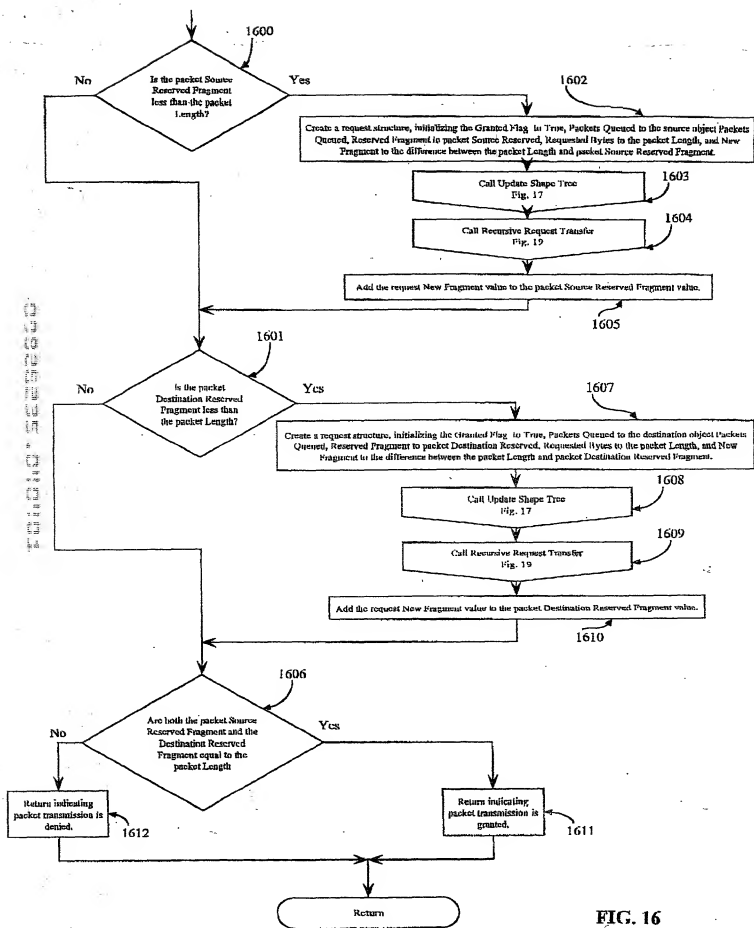 1600
No
Is the packet Source
Reserved Fragment
less than the packet
Length?
Yes
1602
Create a request structure, initializing the Granted Flag to True, Packets Queued to the source object Packets
Queued, Reserved Fragment to packet Source Reserved, Requested Bytes to the packet Length, and New
Fragment to the difference between the packet Length and packet Source Reserved Fragment.
1603
Call Update Shape Tree
Fig. 17
1604
Call Recursive Request Transfer
Fig. 19
Add the request New Fragment value to the packet Source Reserved Fragment value.
1605
1601
No
Is the packet
Destination Reserved
Fragment less than
the packet Length?
Yes
1607
Create a request structure, initializing the Granted Flag to True, Packets Queued to the destination object Packets
Queued, Reserved Fragment to packet Destination Reserved, Requested Bytes to the packet Length, and New
Fragment to the difference between the packet Length and packet Destination Reserved Fragment.
1608
Call Update Shape Tree
Fig. 17
1609
Call Recursive Request Transfer
Fig. 19
Add the request New Fragment value to the packet Destination Reserved Fragment value.
1610
1606
No
Are both the packet Source
Reserved Fragment and the
Destination Reserved
Fragment equal to the
packet Length
Yes
Return indicating
packet transmission is
denied.
1612
Return indicating
packet transmission is
granted.
1611
Return
FIG. 16